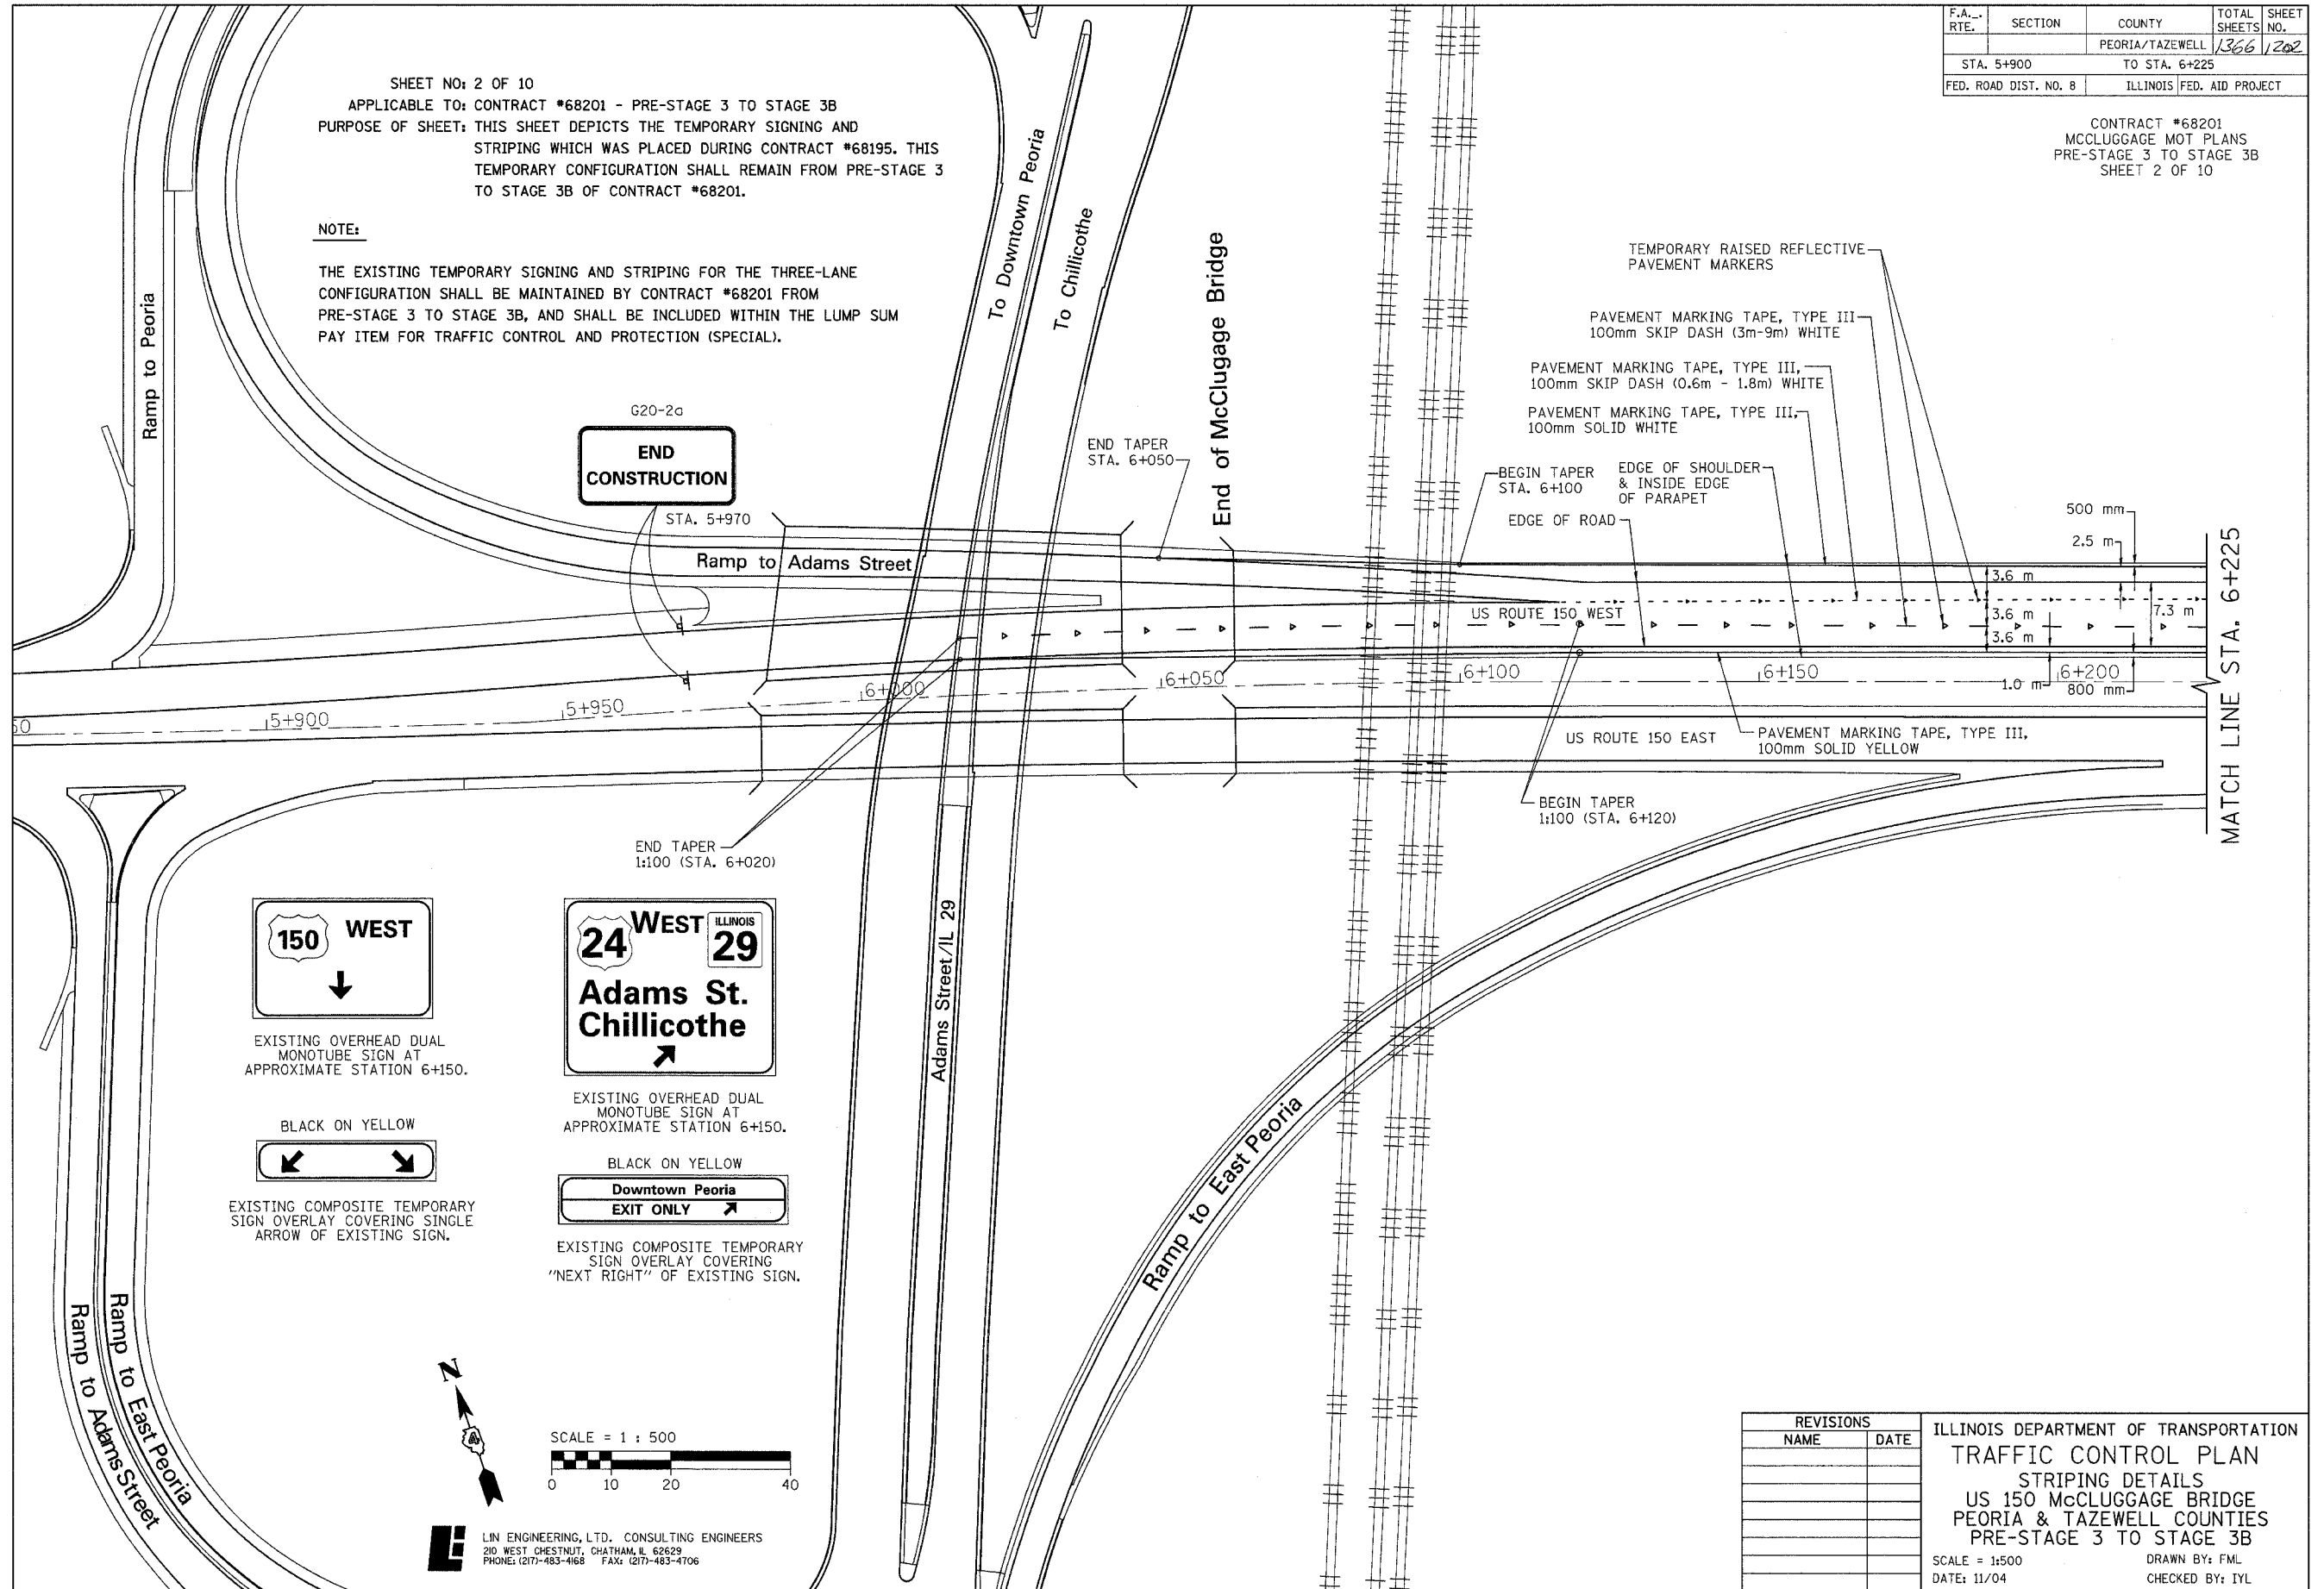 F.A._. RTE. SECTION COUNTY TOTAL SHEETS SHEET NO.
PEORIA/TAZEWELL 1366 1202
STA. 5+900 TO STA. 6+225
FED. ROAD DIST. NO. 8 ILLINOIS FED. AID PROJECT
CONTRACT #68201
MCCLUGGAGE MOT PLANS
PRE-STAGE 3 TO STAGE 3B
SHEET 2 OF 10
SHEET NO: 2 OF 10
APPLICABLE TO: CONTRACT #68201 - PRE-STAGE 3 TO STAGE 3B
PURPOSE OF SHEET: THIS SHEET DEPICTS THE TEMPORARY SIGNING AND
STRIPING WHICH WAS PLACED DURING CONTRACT #68195. THIS
TEMPORARY CONFIGURATION SHALL REMAIN FROM PRE-STAGE 3
TO STAGE 3B OF CONTRACT #68201.
NOTE:
THE EXISTING TEMPORARY SIGNING AND STRIPING FOR THE THREE-LANE
CONFIGURATION SHALL BE MAINTAINED BY CONTRACT #68201 FROM
PRE-STAGE 3 TO STAGE 3B, AND SHALL BE INCLUDED WITHIN THE LUMP SUM
PAY ITEM FOR TRAFFIC CONTROL AND PROTECTION (SPECIAL).
Ramp to Peoria
To Downtown Peoria
To Chillicothe
End of McClugage Bridge
G20-2a
END
CONSTRUCTION
STA. 5+970
END TAPER
STA. 6+050
TEMPORARY RAISED REFLECTIVE
PAVEMENT MARKERS
PAVEMENT MARKING TAPE, TYPE III
100mm SKIP DASH (3m-9m) WHITE
PAVEMENT MARKING TAPE, TYPE III,
100mm SKIP DASH (0.6m - 1.8m) WHITE
PAVEMENT MARKING TAPE, TYPE III,
100mm SOLID WHITE
BEGIN TAPER
STA. 6+100
EDGE OF SHOULDER
& INSIDE EDGE
OF PARAPET
EDGE OF ROAD
500 mm
2.5 m
3.6 m
3.6 m
3.6 m
7.3 m
1.0 m
800 mm
MATCH LINE STA. 6+225
Ramp to Adams Street
US ROUTE 150 WEST
50
5+900
5+950
6+000
6+050
6+100
6+150
6+200
US ROUTE 150 EAST
PAVEMENT MARKING TAPE, TYPE III,
100mm SOLID YELLOW
BEGIN TAPER
1:100 (STA. 6+120)
END TAPER
1:100 (STA. 6+020)
150 WEST
EXISTING OVERHEAD DUAL
MONOTUBE SIGN AT
APPROXIMATE STATION 6+150.
BLACK ON YELLOW
EXISTING COMPOSITE TEMPORARY
SIGN OVERLAY COVERING SINGLE
ARROW OF EXISTING SIGN.
24 WEST ILLINOIS 29
Adams St.
Chillicothe
EXISTING OVERHEAD DUAL
MONOTUBE SIGN AT
APPROXIMATE STATION 6+150.
BLACK ON YELLOW
Downtown Peoria
EXIT ONLY
EXISTING COMPOSITE TEMPORARY
SIGN OVERLAY COVERING
"NEXT RIGHT" OF EXISTING SIGN.
Adams Street/IL 29
Ramp to East Peoria
Ramp to Adams Street
Ramp to East Peoria
N
SCALE = 1 : 500
0 10 20 40
LIN ENGINEERING, LTD. CONSULTING ENGINEERS
210 WEST CHESTNUT, CHATHAM, IL 62629
PHONE: (217)-483-4168 FAX: (217)-483-4706
REVISIONS
NAME DATE
ILLINOIS DEPARTMENT OF TRANSPORTATION
TRAFFIC CONTROL PLAN
STRIPING DETAILS
US 150 McCLUGGAGE BRIDGE
PEORIA & TAZEWELL COUNTIES
PRE-STAGE 3 TO STAGE 3B
SCALE = 1:500 DRAWN BY: FML
DATE: 11/04 CHECKED BY: IYL